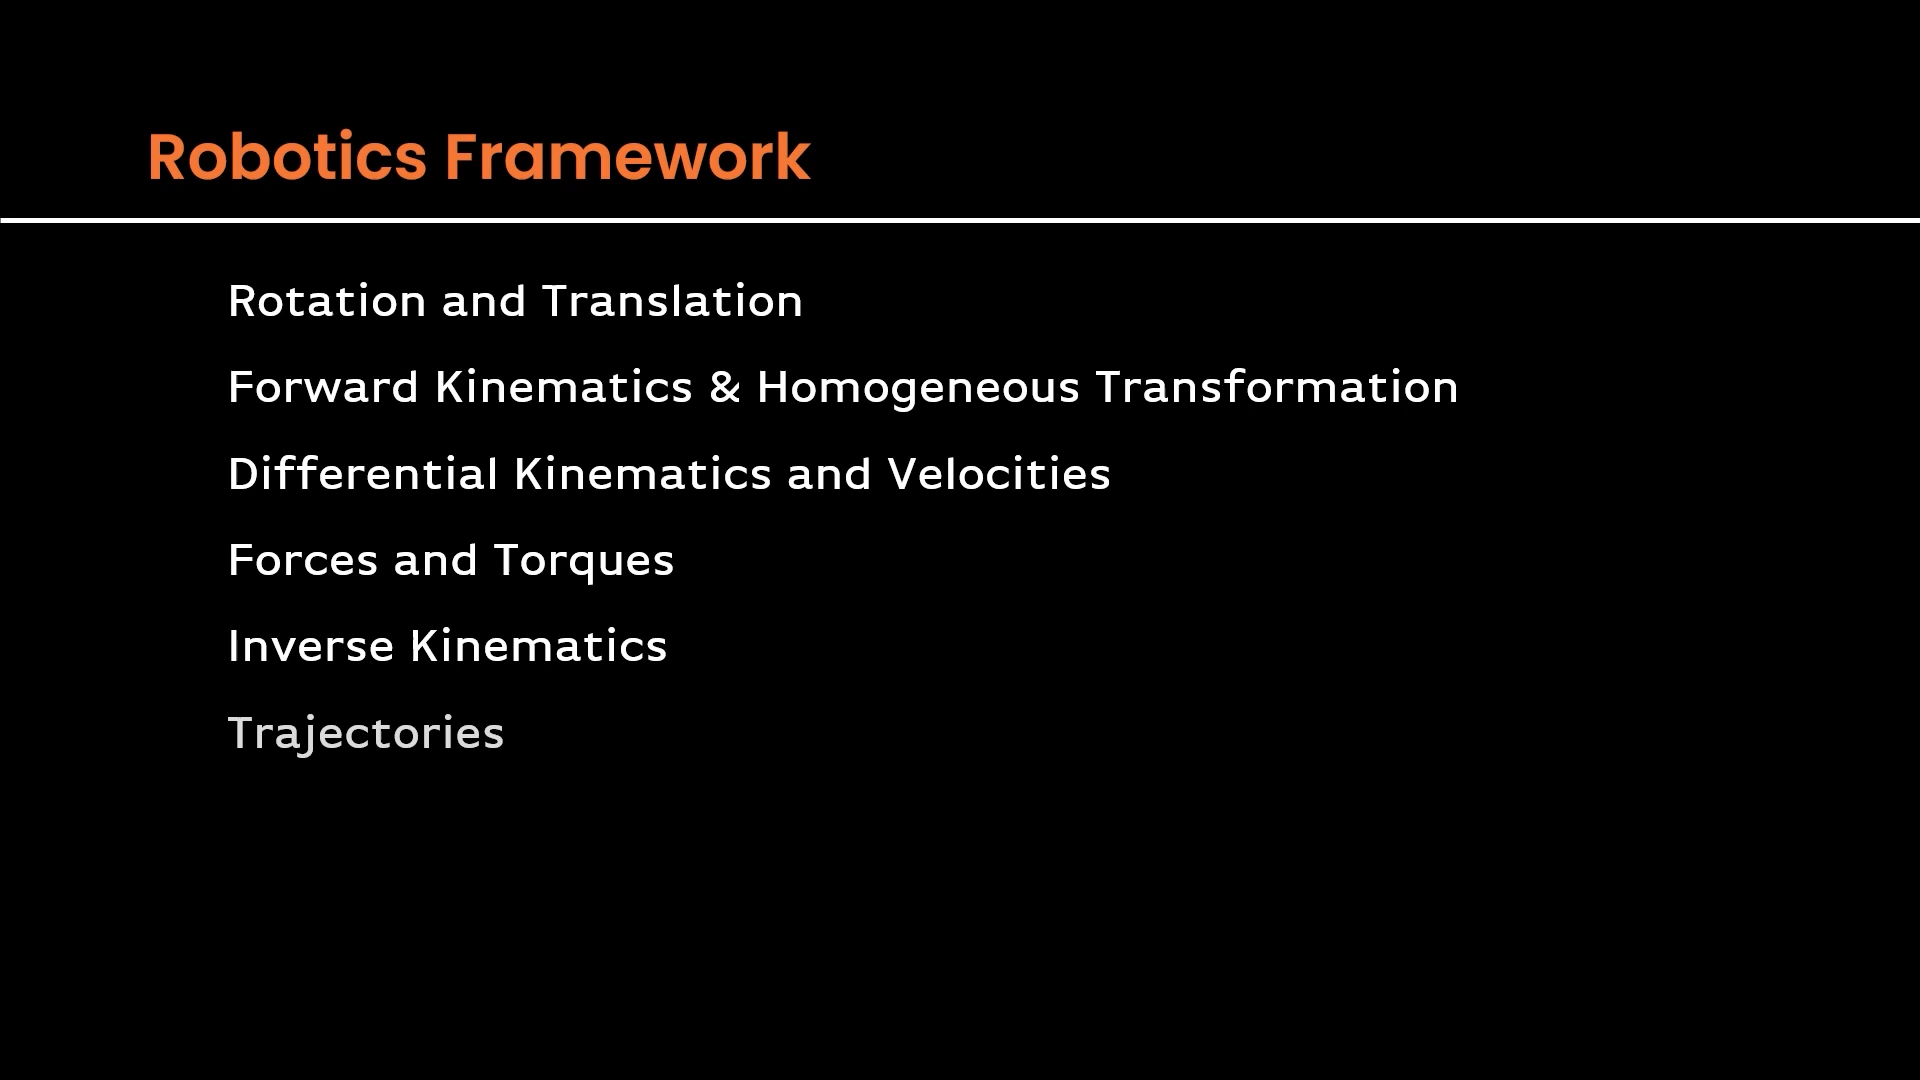 Robotics Framework
Rotation and Translation
Forward Kinematics & Homogeneous Transformation
Differential Kinematics and Velocities
Forces and Torques
Inverse Kinematics
Trajectories